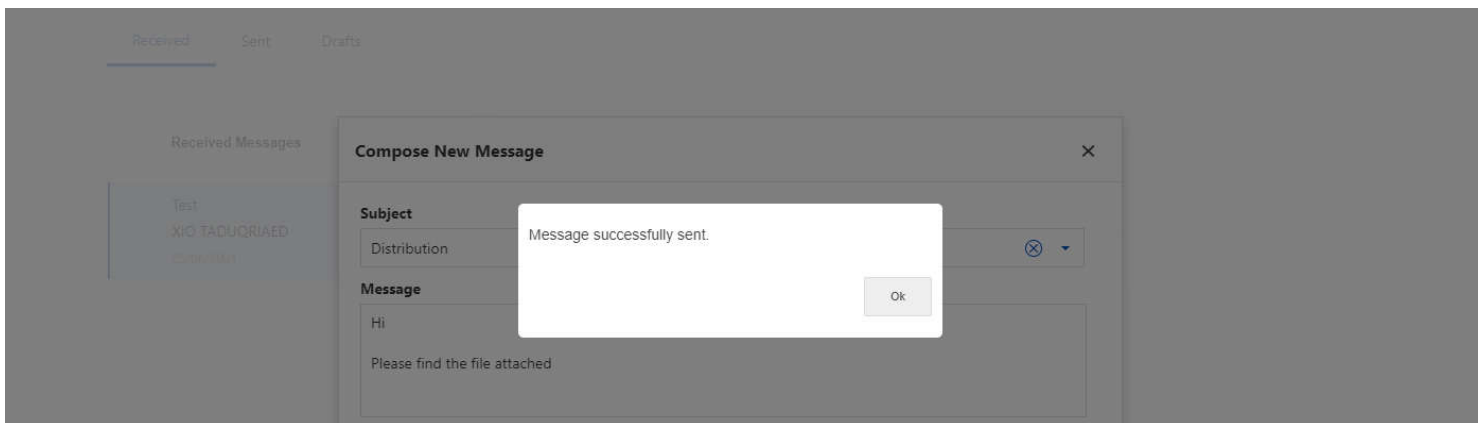 Received Sent Drafts
Received Messages
Compose New Message
Test
XIO TADUQRIAED
Subject
Distribution
Message successfully sent.
Ok
Message
Hi
Please find the file attached